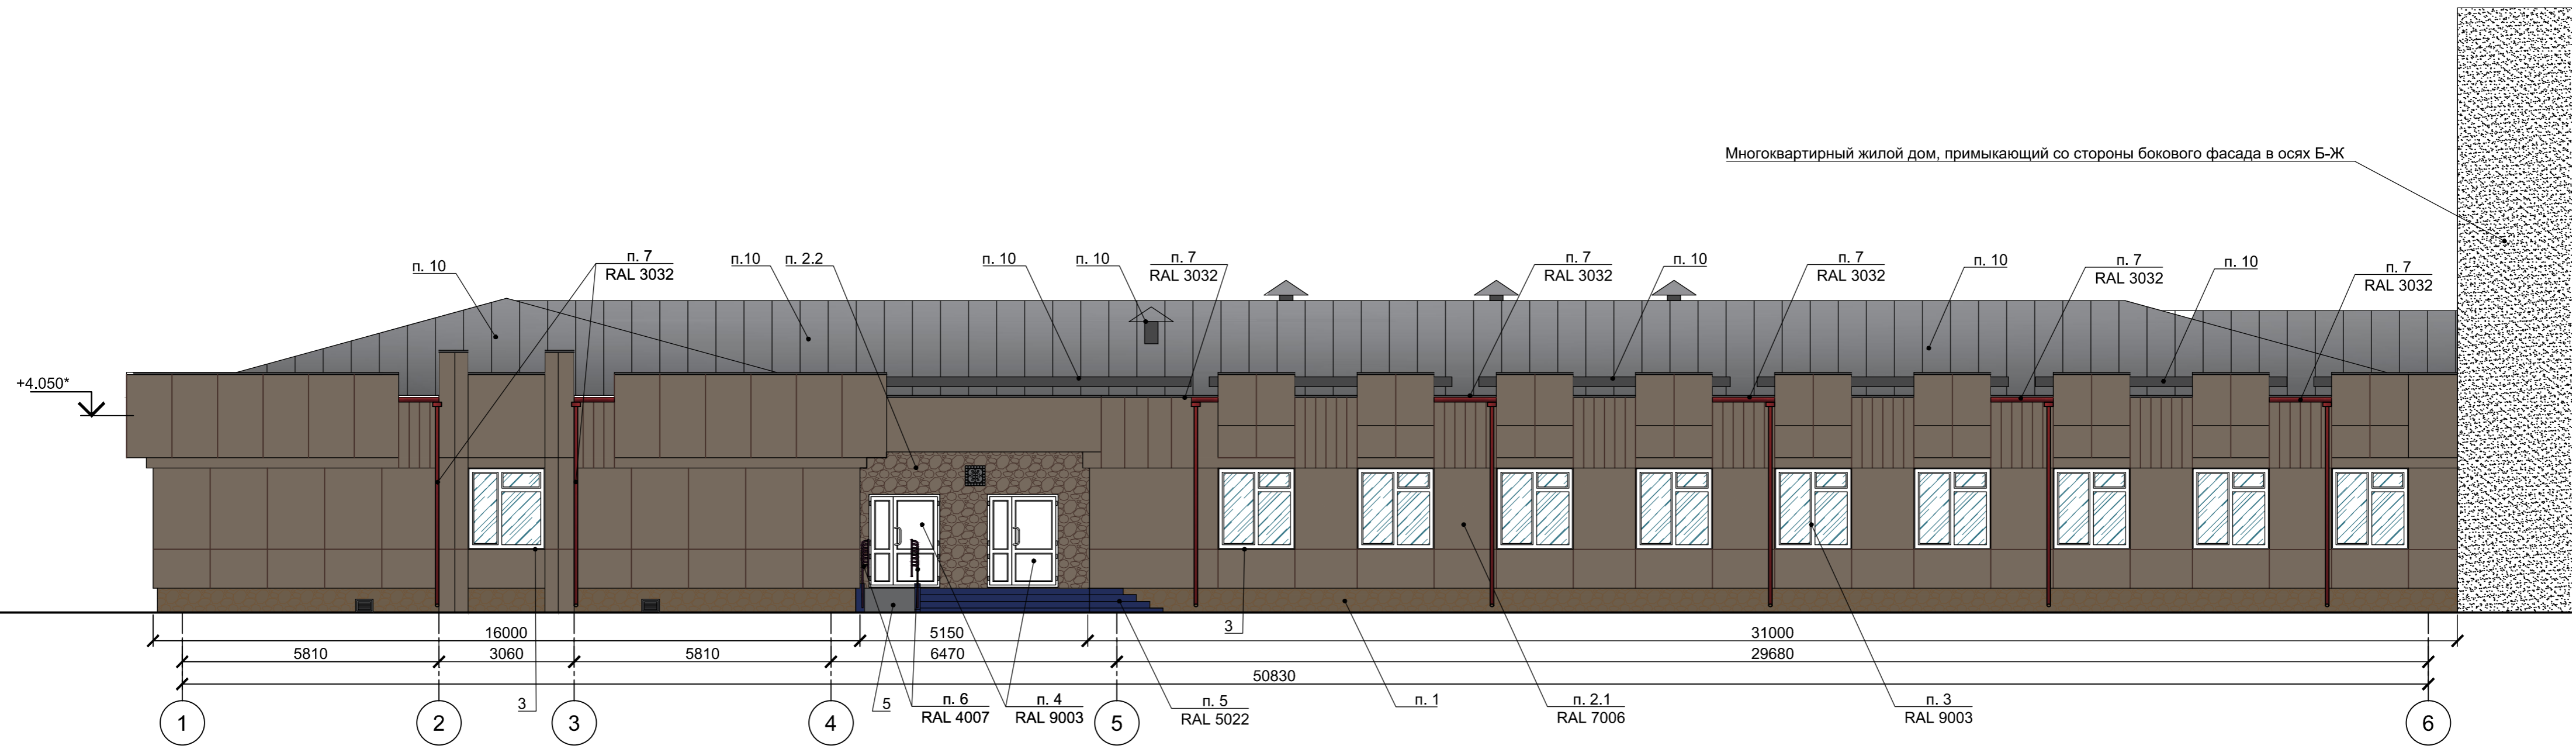 Многоквартирный жилой дом, примыкающий со стороны бокового фасада в осях Б-Ж
п. 10
п. 7
RAL 3032
п.10
п. 2.2
п. 10
п. 10
п. 7
RAL 3032
п. 7
RAL 3032
п. 10
п. 7
RAL 3032
п. 10
п. 7
RAL 3032
п. 10
п. 7
RAL 3032
+4.050*
16000
5150
3
31000
5810
3060
5810
6470
29680
50830
3
5
п. 6
RAL 4007
п. 4
RAL 9003
п. 5
RAL 5022
п. 1
п. 2.1
RAL 7006
п. 3
RAL 9003
1
2
3
4
5
6